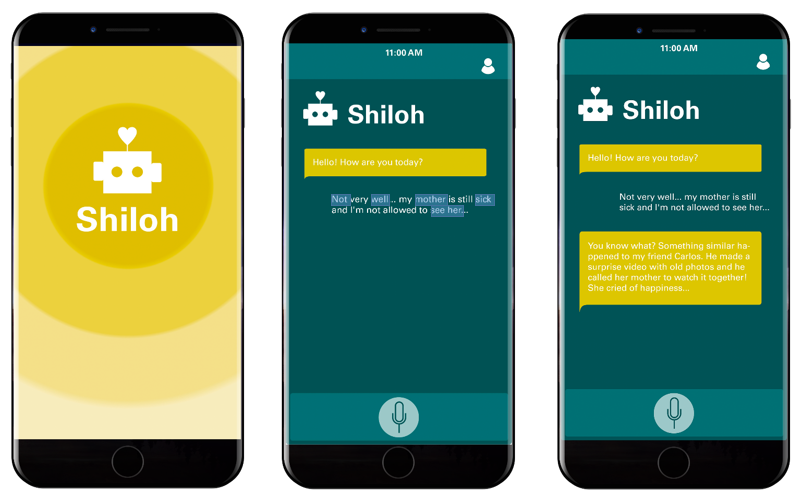 Shiloh
11:00 AM
Shiloh
Hello! How are you today?
Not very well... my mother is still sick
and I'm not allowed to see her...
11:00 AM
Shiloh
Hello! How are you today?
Not very well... my mother is still
sick and I'm not allowed to see her...
You know what? Something similar ha-
ppened to my friend Carlos. He made a
surprise video with old photos and he
called her mother to watch it together!
She cried of happiness...